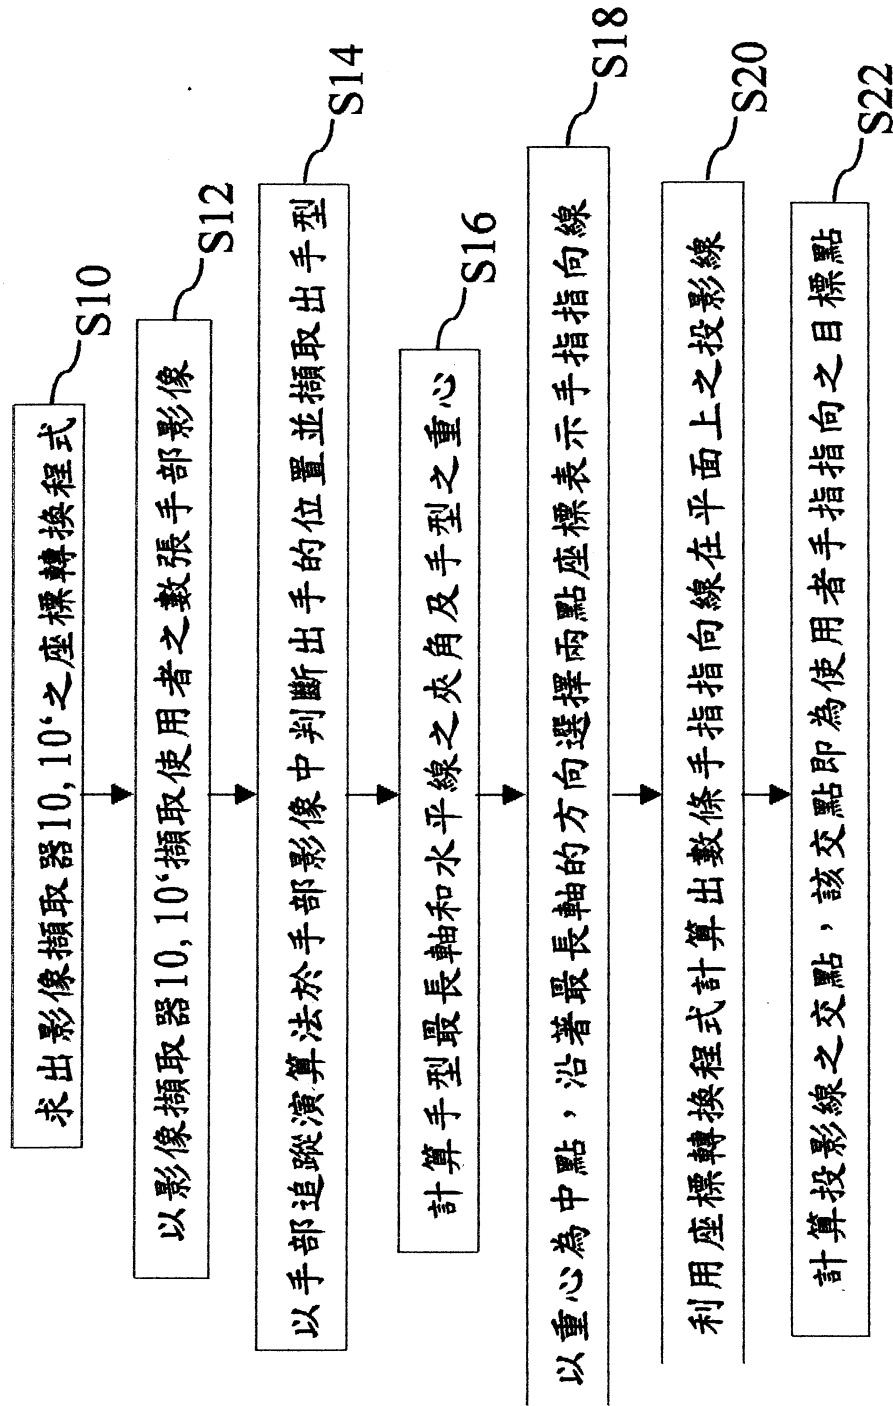 S10
求出影像擷取器10,10‘之座標轉換程式
S12
以影像擷取器10,10‘擷取使用者之數張手部影像
S14
以手部追蹤演算法於手部影像中判斷出手的位置並擷取出手型
S16
計算手型最長軸和水平線之夾角及手型之重心
S18
以重心為中點，沿著最長軸的方向選擇兩點座標表示手指指向線
S20
利用座標轉換程式計算出數條手指指向線在平面上之投影線
S22
計算投影線之交點，該交點即為使用者手指指向之目標點